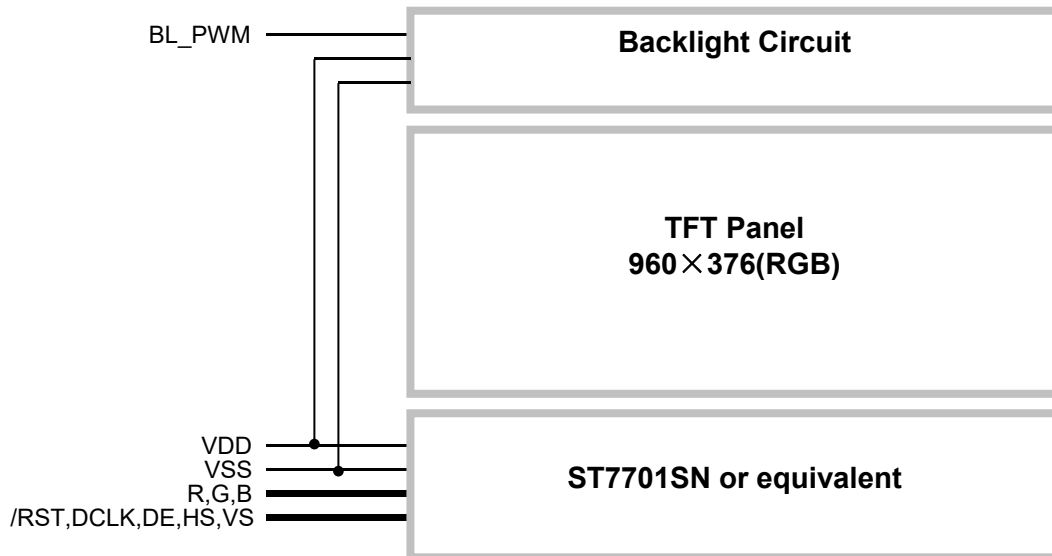 BL_PWM
Backlight Circuit
TFT Panel
960×376(RGB)
VDD
VSS
R,G,B
/RST,DCLK,DE,HS,VS
ST7701SN or equivalent